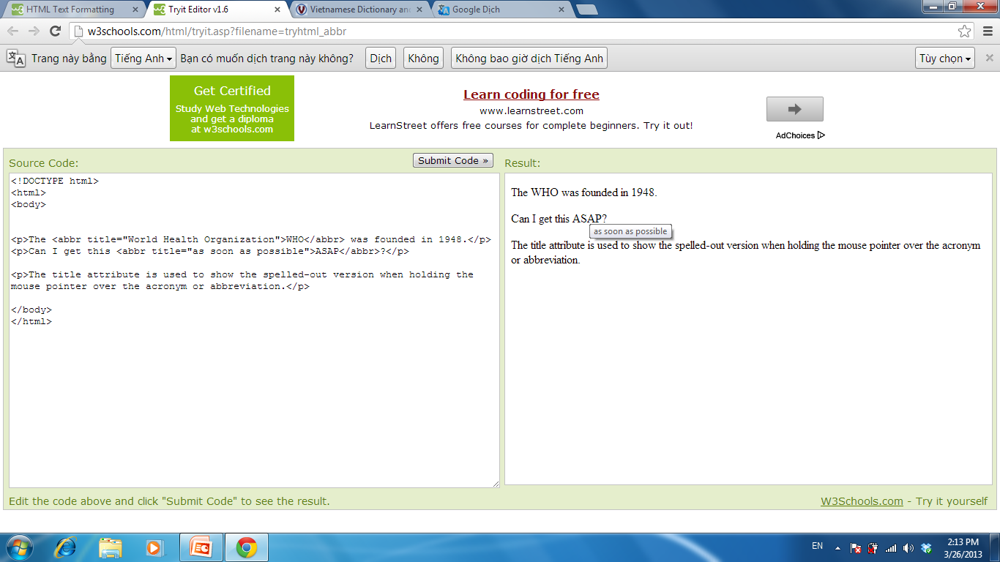 HTML Text Formatting
Tryit Editor v1.6
Vietnamese Dictionary an
Google Dịch
w3schools.com/html/tryit.asp?filename=tryhtml_abbr
Trang này bằng Tiếng Anh Bạn có muốn dịch trang này không? Dịch Không Không bao giờ dịch Tiếng Anh Tùy chọn
Get Certified
Study Web Technologies
and get a diploma
at w3schools.com
Learn coding for free
www.learnstreet.com
LearnStreet offers free courses for complete beginners. Try it out!
AdChoices
Source Code:
Submit Code »
<!DOCTYPE html>
<html>
<body>
<p>The <abbr title="World Health Organization">WHO</abbr> was founded in 1948.</p>
<p>Can I get this <abbr title="as soon as possible">ASAP</abbr>?</p>
<p>The title attribute is used to show the spelled-out version when holding the
mouse pointer over the acronym or abbreviation.</p>
</body>
</html>
Result:
The WHO was founded in 1948.
Can I get this ASAP?
as soon as possible
The title attribute is used to show the spelled-out version when holding the mouse pointer over the acronym
or abbreviation.
Edit the code above and click "Submit Code" to see the result.
W3Schools.com - Try it yourself
EN
2:13 PM
3/26/2013